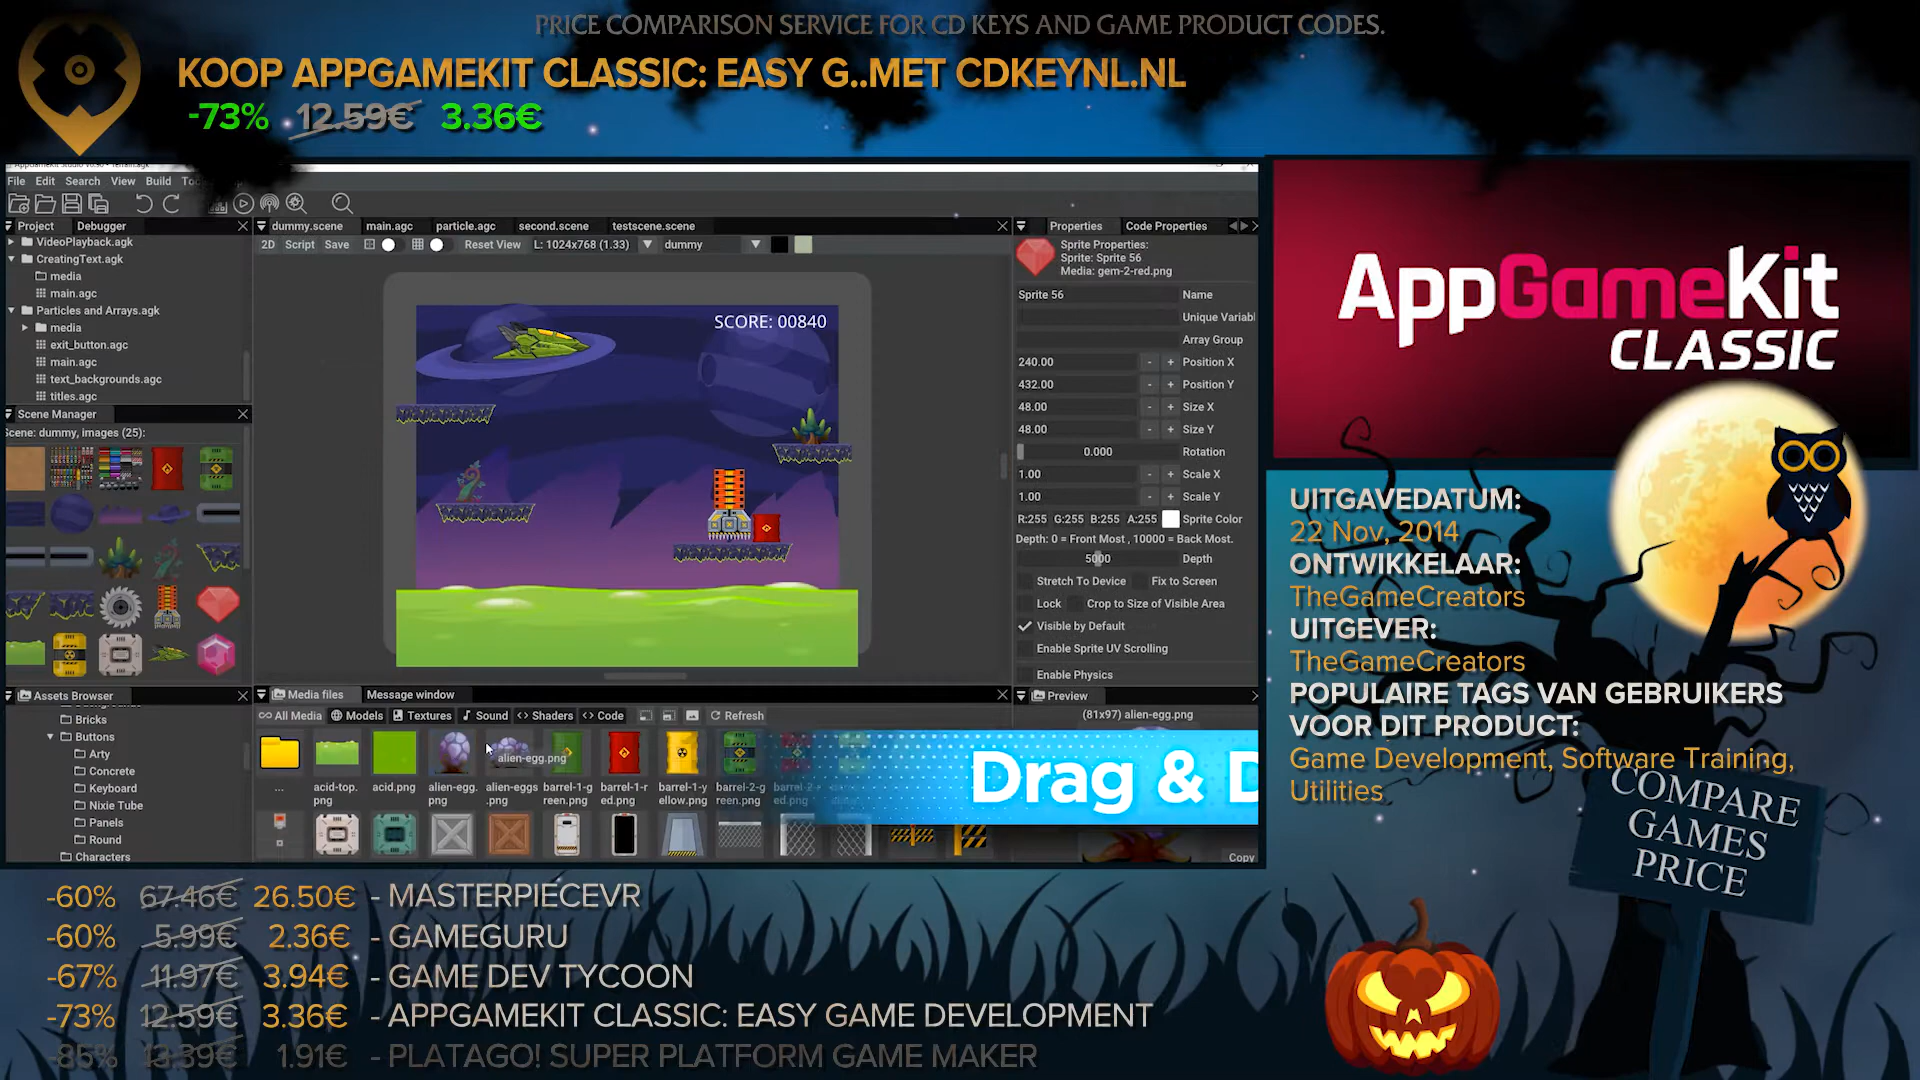 PRICE COMPARISON SERVICE FOR CD KEYS AND GAME PRODUCT CODES.
KOOP APPGAMEKIT CLASSIC: EASY G..MET CDKEYNL.NL
-73% 12.59€ 3.36€
File Edit Search View Build
Project Debugger
VideoPlayback.agk
CreatingText.agk
media
main.agc
Particles and Arrays.agk
media
exit_button.agc
main.agc
text_backgrounds.agc
titles.agc
Scene Manager
Scene: dummy, images (25):
Assets Browser
Bricks
Buttons
Arty
Concrete
Keyboard
Nixie Tube
Panels
Round
Characters
dummy.scene main.agc particle.agc second.scene testscene.scene
2D Script Save Reset View L: 1024x768 (1.33) dummy
SCORE: 00840
Media files Message window
All Media Models Textures Sound Shaders Code Refresh
alien-egg.png
... acid-top.png acid.png alien-egg.png alien-eggs.png barrel-1-green.png barrel-1-red.png barrel-1-yellow.png barrel-2-green.png barrel-2-red.png
Drag & D
Properties Code Properties
Sprite Properties:
Sprite: Sprite 56
Media: gem-2-red.png
Sprite 56 Name
Unique Variabl
Array Group
240.00 - + Position X
432.00 - + Position Y
48.00 - + Size X
48.00 - + Size Y
0.000 Rotation
1.00 - + Scale X
1.00 - + Scale Y
R:255 G:255 B:255 A:255 Sprite Color
Depth: 0 = Front Most , 10000 = Back Most.
5000 Depth
Stretch To Device Fix to Screen
Lock Crop to Size of Visible Area
Visible by Default
Enable Sprite UV Scrolling
Enable Physics
Preview
(81x97) alien-egg.png
Copy
AppGameKit
CLASSIC
UITGAVEDATUM:
22 Nov, 2014
ONTWIKKELAAR:
TheGameCreators
UITGEVER:
TheGameCreators
POPULAIRE TAGS VAN GEBRUIKERS
VOOR DIT PRODUCT:
Game Development, Software Training,
Utilities
COMPARE
GAMES
PRICE
-60% 67.46€ 26.50€ - MASTERPIECEVR
-60% 5.99€ 2.36€ - GAMEGURU
-67% 11.97€ 3.94€ - GAME DEV TYCOON
-73% 12.59€ 3.36€ - APPGAMEKIT CLASSIC: EASY GAME DEVELOPMENT
-85% 13.39€ 1.91€ - PLATAGO! SUPER PLATFORM GAME MAKER